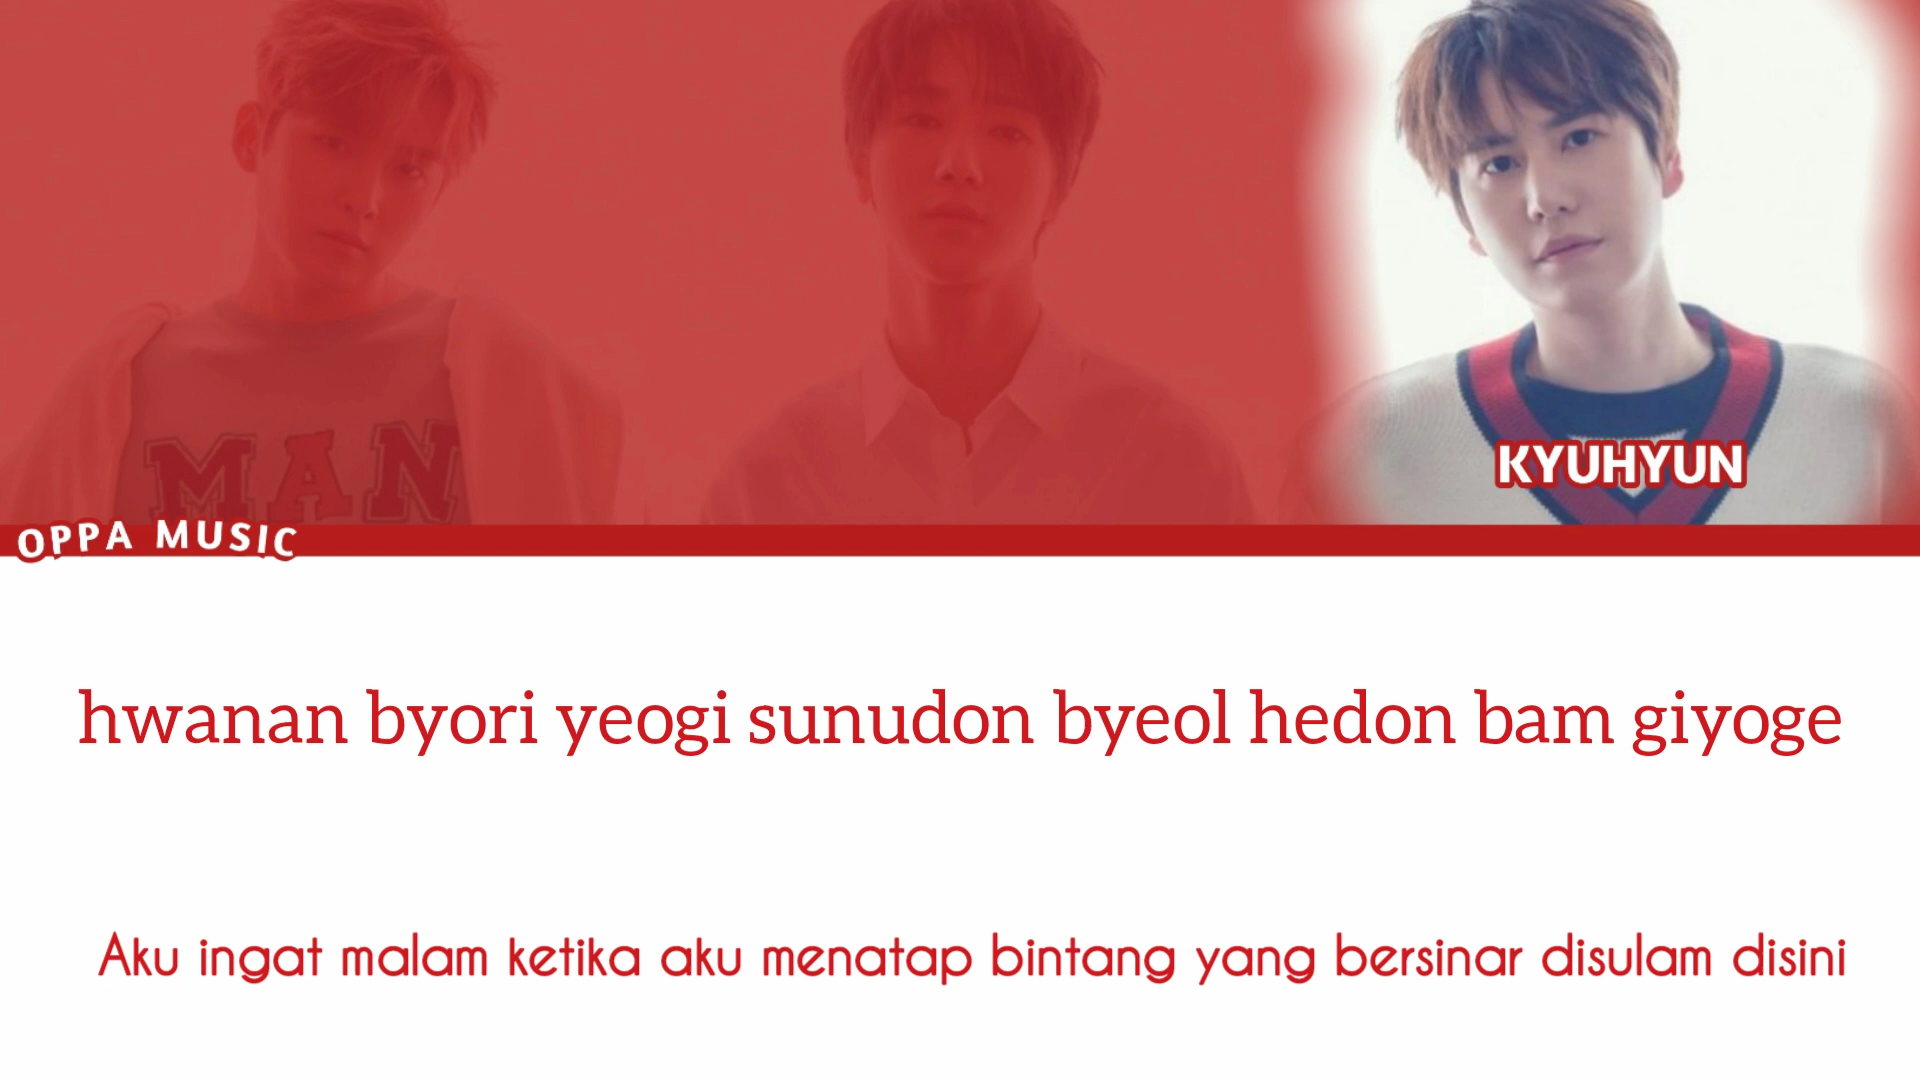 MAN
KYUHYUN
OPPA MUSIC
hwanan byori yeogi sunudon byeol hedon bam giyoge
Aku ingat malam ketika aku menatap bintang yang bersinar disulam disini